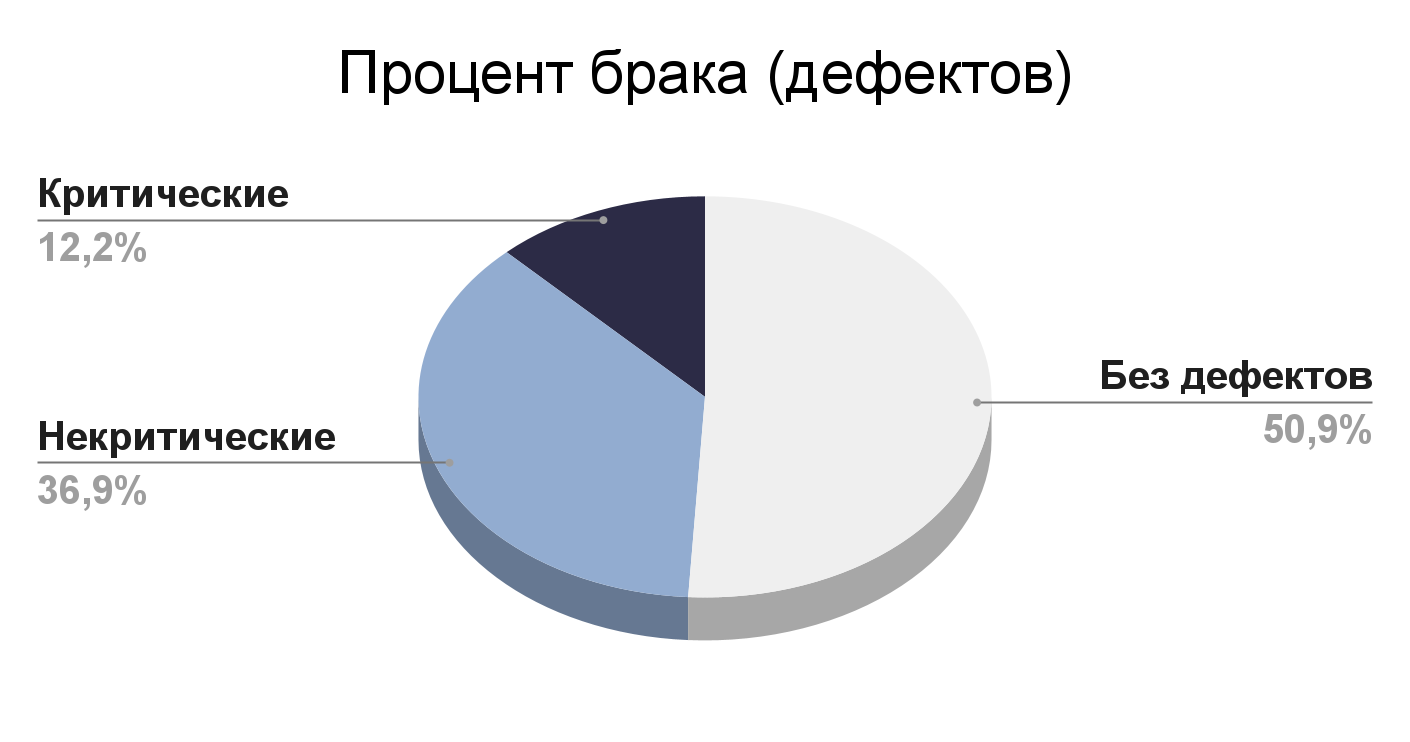 Процент брака (дефектов)
Критические
12,2%
Без дефектов
50,9%
Некритические
36,9%